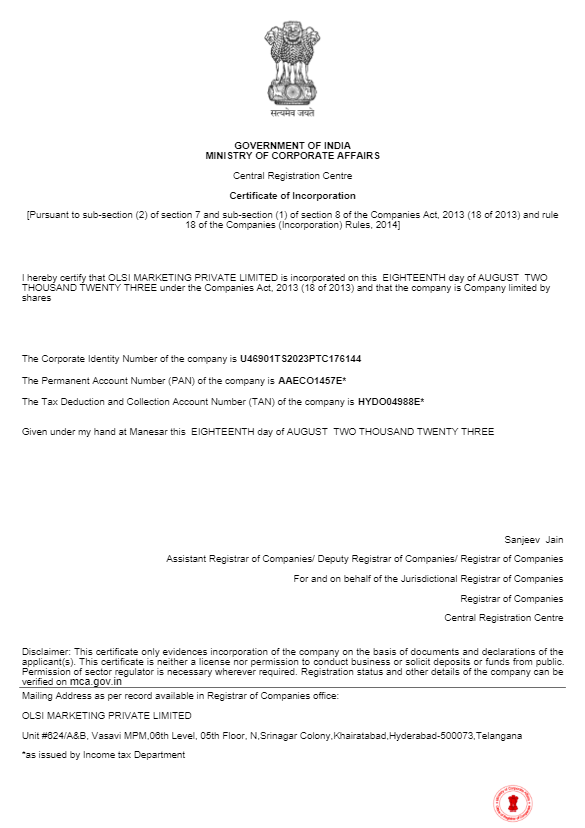 सत्यमेव जयते
GOVERNMENT OF INDIA
MINISTRY OF CORPORATE AFFAIRS
Central Registration Centre
Certificate of Incorporation
[Pursuant to sub-section (2) of section 7 and sub-section (1) of section 8 of the Companies Act, 2013 (18 of 2013) and rule
18 of the Companies (Incorporation) Rules, 2014]
I hereby certify that OLSI MARKETING PRIVATE LIMITED is incorporated on this EIGHTEENTH day of AUGUST TWO
THOUSAND TWENTY THREE under the Companies Act, 2013 (18 of 2013) and that the company is Company limited by
shares
The Corporate Identity Number of the company is U46901TS2023PTC176144
The Permanent Account Number (PAN) of the company is AAECO1457E*
The Tax Deduction and Collection Account Number (TAN) of the company is HYDO04988E*
Given under my hand at Manesar this EIGHTEENTH day of AUGUST TWO THOUSAND TWENTY THREE
Sanjeev Jain
Assistant Registrar of Companies/ Deputy Registrar of Companies/ Registrar of Companies
For and on behalf of the Jurisdictional Registrar of Companies
Registrar of Companies
Central Registration Centre
Disclaimer: This certificate only evidences incorporation of the company on the basis of documents and declarations of the
applicant(s). This certificate is neither a license nor permission to conduct business or solicit deposits or funds from public.
Permission of sector regulator is necessary wherever required. Registration status and other details of the company can be
verified on mca.gov.in
Mailing Address as per record available in Registrar of Companies office:
OLSI MARKETING PRIVATE LIMITED
Unit #624/A&B, Vasavi MPM,06th Level, 05th Floor, N,Srinagar Colony,Khairatabad,Hyderabad-500073,Telangana
*as issued by Income tax Department